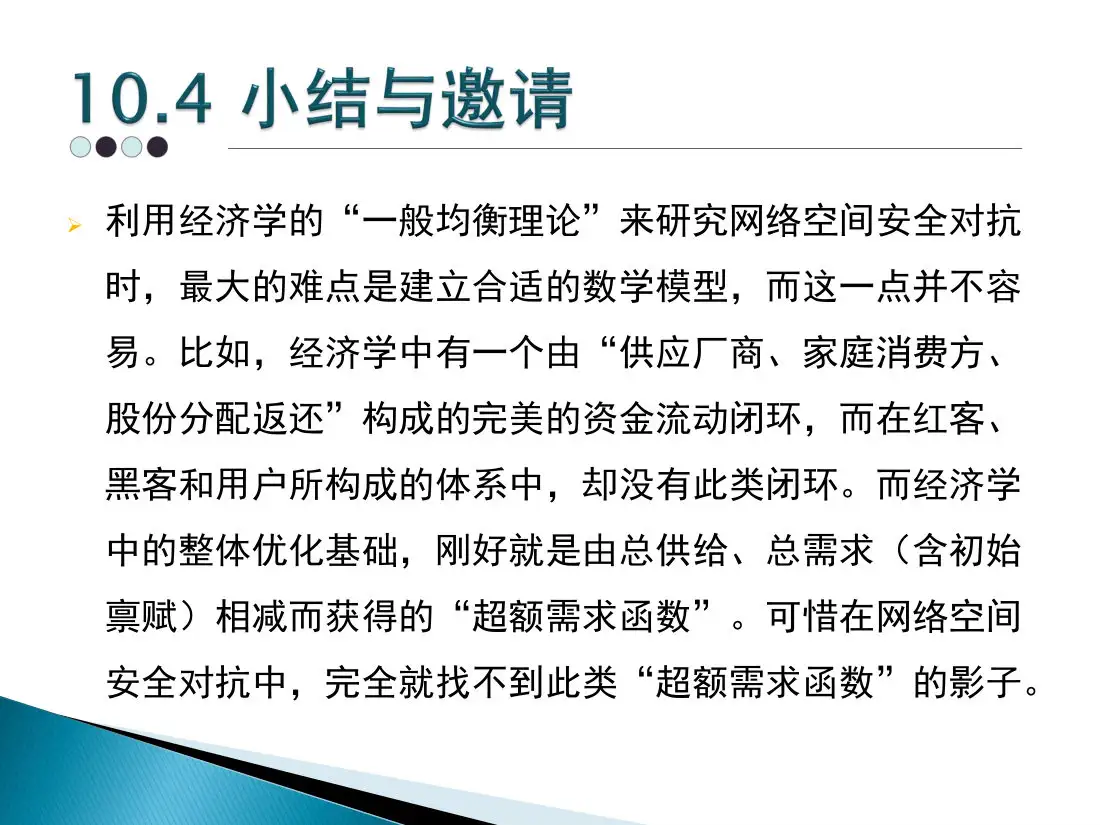 10.4 小结与邀请
利用经济学的“一般均衡理论”来研究网络空间安全对抗
时，最大的难点是建立合适的数学模型，而这一点并不容
易。比如，经济学中有一个由“供应厂商、家庭消费方、
股份分配返还”构成的完美的资金流动闭环，而在红客、
黑客和用户所构成的体系中，却没有此类闭环。而经济学
中的整体优化基础，刚好就是由总供给、总需求（含初始
禀赋）相减而获得的“超额需求函数”。可惜在网络空间
安全对抗中，完全就找不到此类“超额需求函数”的影子。